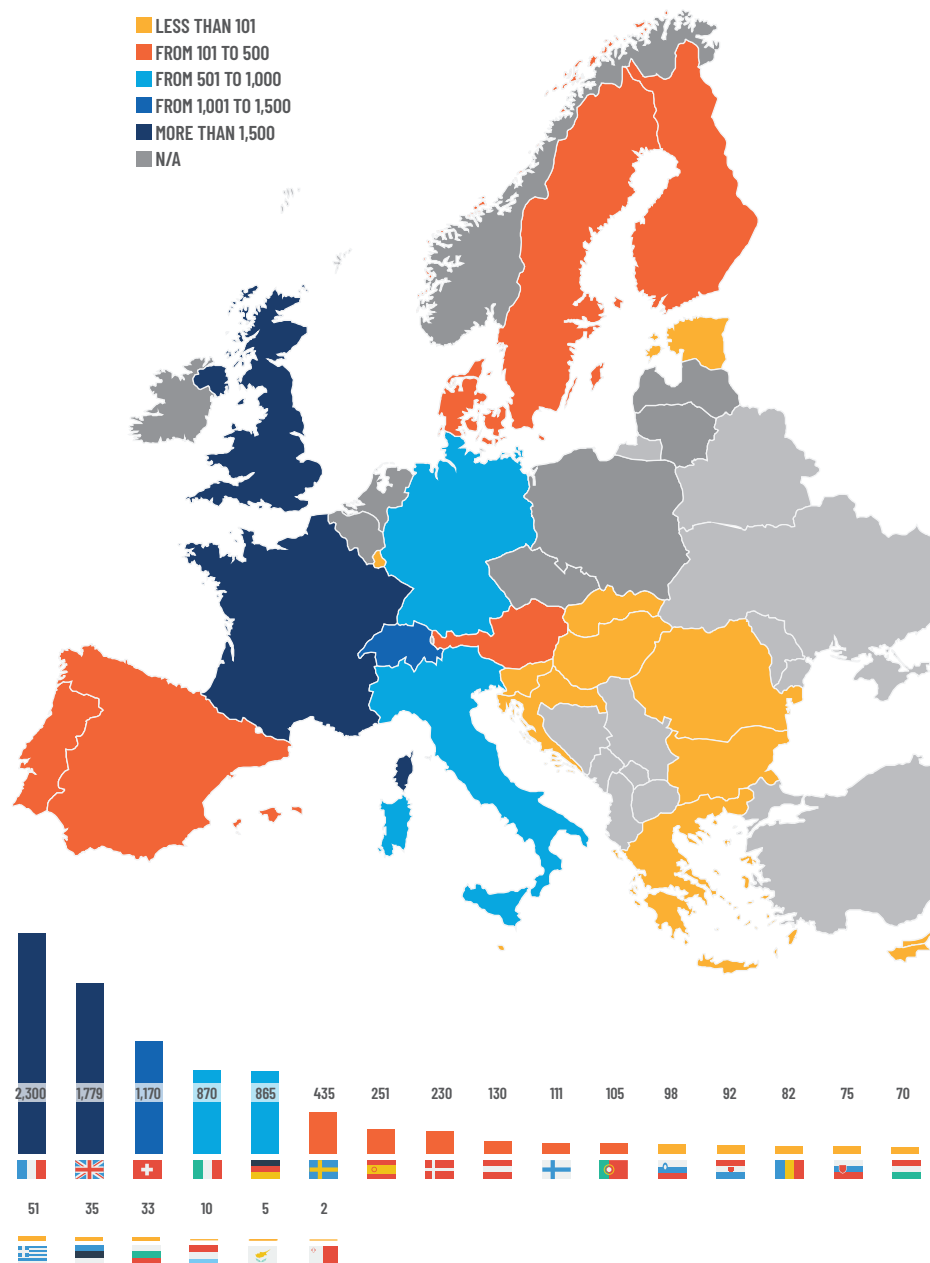 LESS THAN 101
FROM 101 TO 500
FROM 501 TO 1,000
FROM 1,001 TO 1,500
MORE THAN 1,500
N/A
2,300 1,779 1,170 870 865 435 251 230 130 111 105 98 92 82 75 70
51 35 33 10 5 2